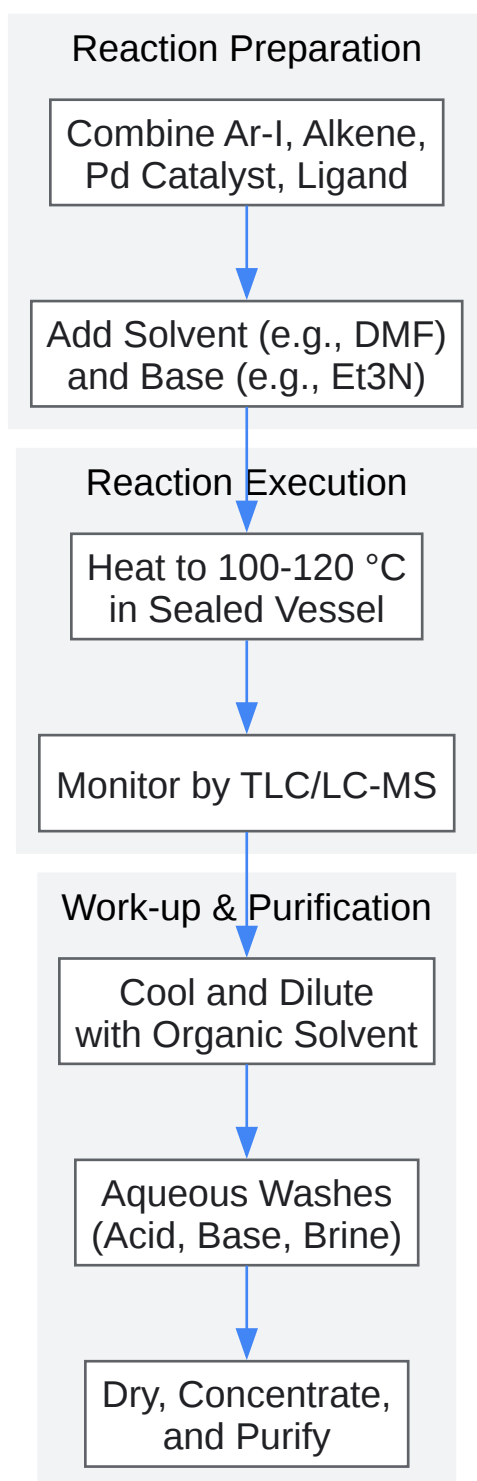 Reaction Preparation
Combine Ar-I, Alkene,
Pd Catalyst, Ligand
Add Solvent (e.g., DMF)
and Base (e.g., Et3N)
Reaction Execution
Heat to 100-120 °C
in Sealed Vessel
Monitor by TLC/LC-MS
Work-up & Purification
Cool and Dilute
with Organic Solvent
Aqueous Washes
(Acid, Base, Brine)
Dry, Concentrate,
and Purify